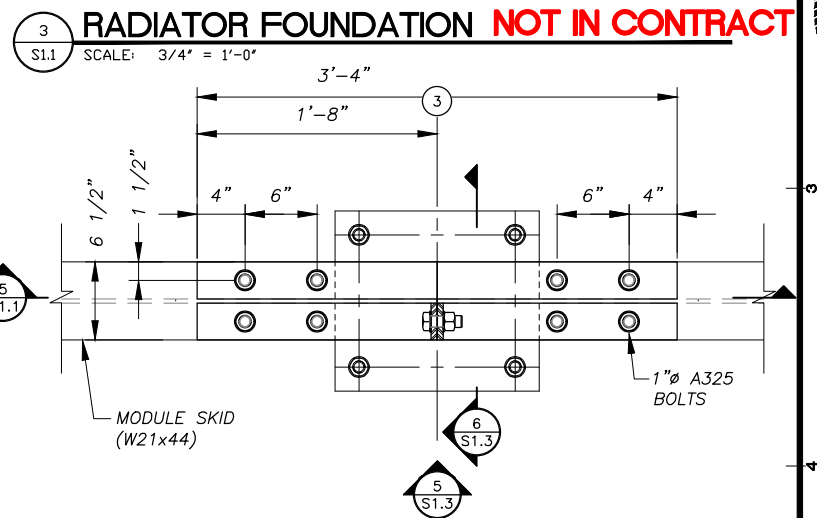 3
S1.1
RADIATOR FOUNDATION NOT IN CONTRACT
SCALE: 3/4" = 1'-0"
3'-4"
3
1'-8"
6 1/2"
1 1/2"
4"
6"
6"
4"
3
5
1"ø A325
BOLTS
MODULE SKID
(W21x44)
6
S1.3
5
S1.3
4